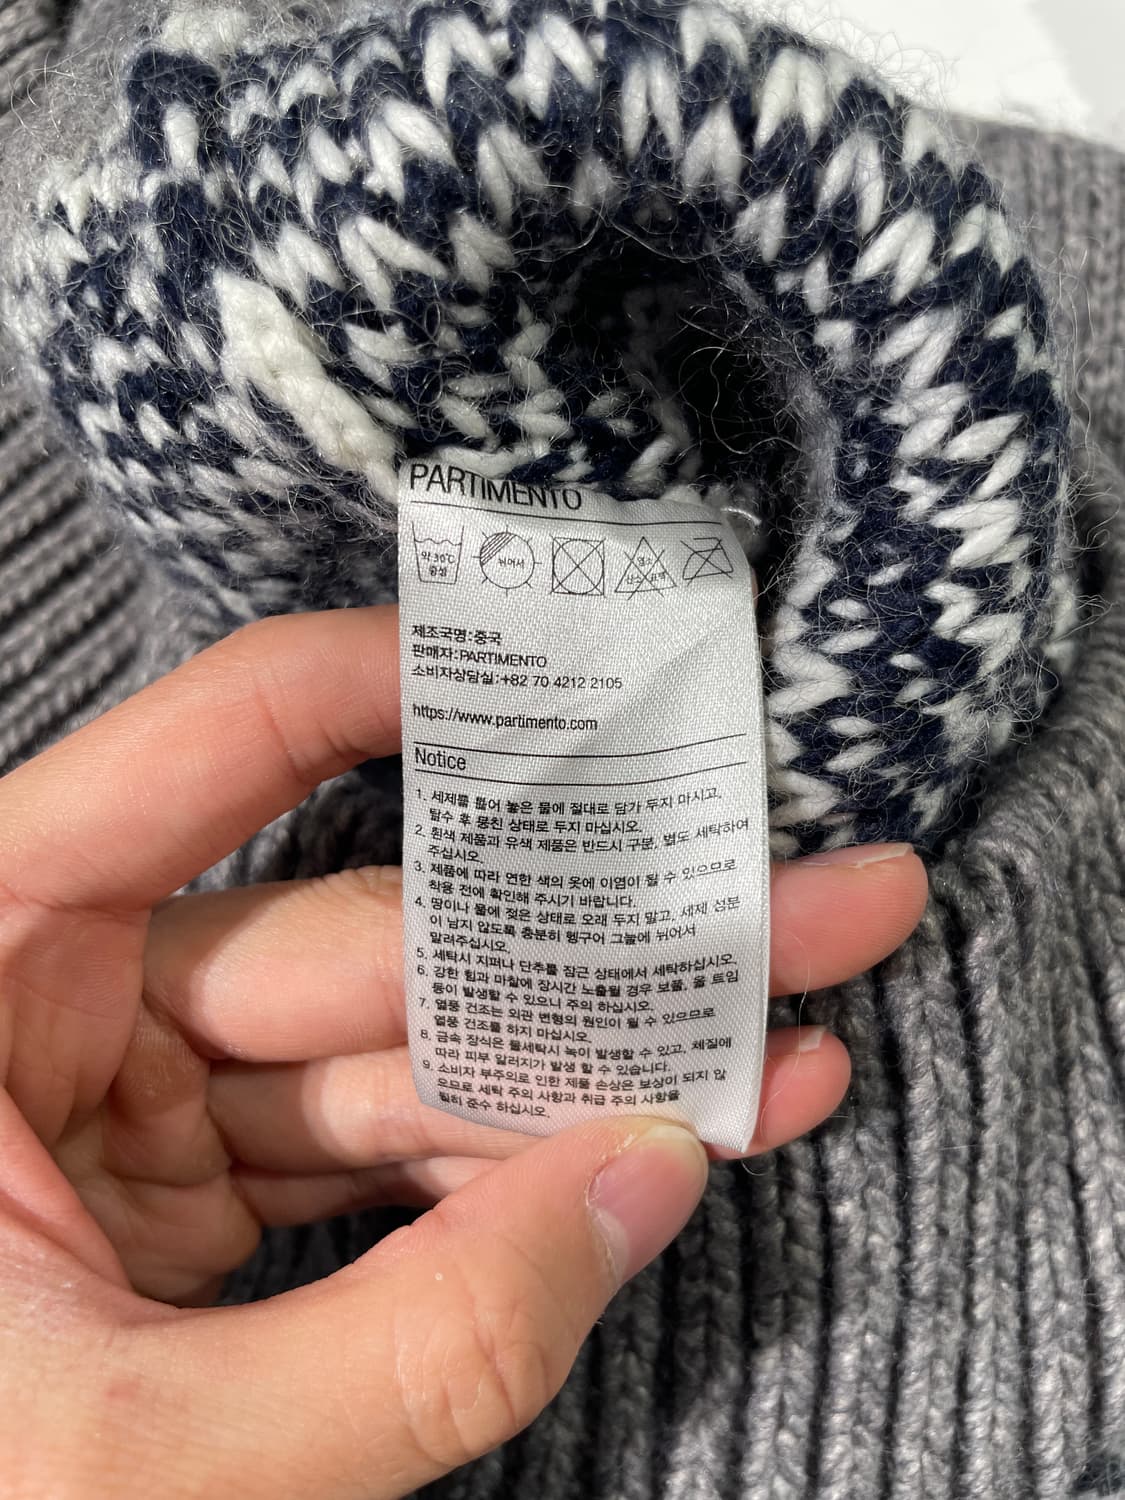 PARTIMENTO
약 30℃
중성
뉘어서
염소
산소 표백
제조국명:중국
판매자:PARTIMENTO
소비자상담실:+82 70 4212 2105
https://www.partimento.com
Notice
1. 세제를 풀어 놓은 물에 절대로 담가 두지 마시고,
탈수 후 뭉친 상태로 두지 마십시오.
2. 흰색 제품과 유색 제품은 반드시 구분, 별도 세탁하여
주십시오.
3. 제품에 따라 연한 색의 옷에 이염이 될 수 있으므로
착용 전에 확인해 주시기 바랍니다.
4. 땀이나 물에 젖은 상태로 오래 두지 말고, 세제 성분
이 남지 않도록 충분히 헹구어 그늘에 뉘어서
말려주십시오.
5. 세탁시 지퍼나 단추를 잠근 상태에서 세탁하십시오.
6. 강한 힘과 마찰에 장시간 노출될 경우 보풀, 올 트임
등이 발생할 수 있으니 주의 하십시오.
7. 열풍 건조는 외관 변형의 원인이 될 수 있으므로
열풍 건조를 하지 마십시오.
8. 금속 장식은 물세탁시 녹이 발생할 수 있고, 체질에
따라 피부 알러지가 발생 할 수 있습니다.
9. 소비자 부주의로 인한 제품 손상은 보상이 되지 않
으므로 세탁 주의 사항과 취급 주의 사항을
필히 준수 하십시오.